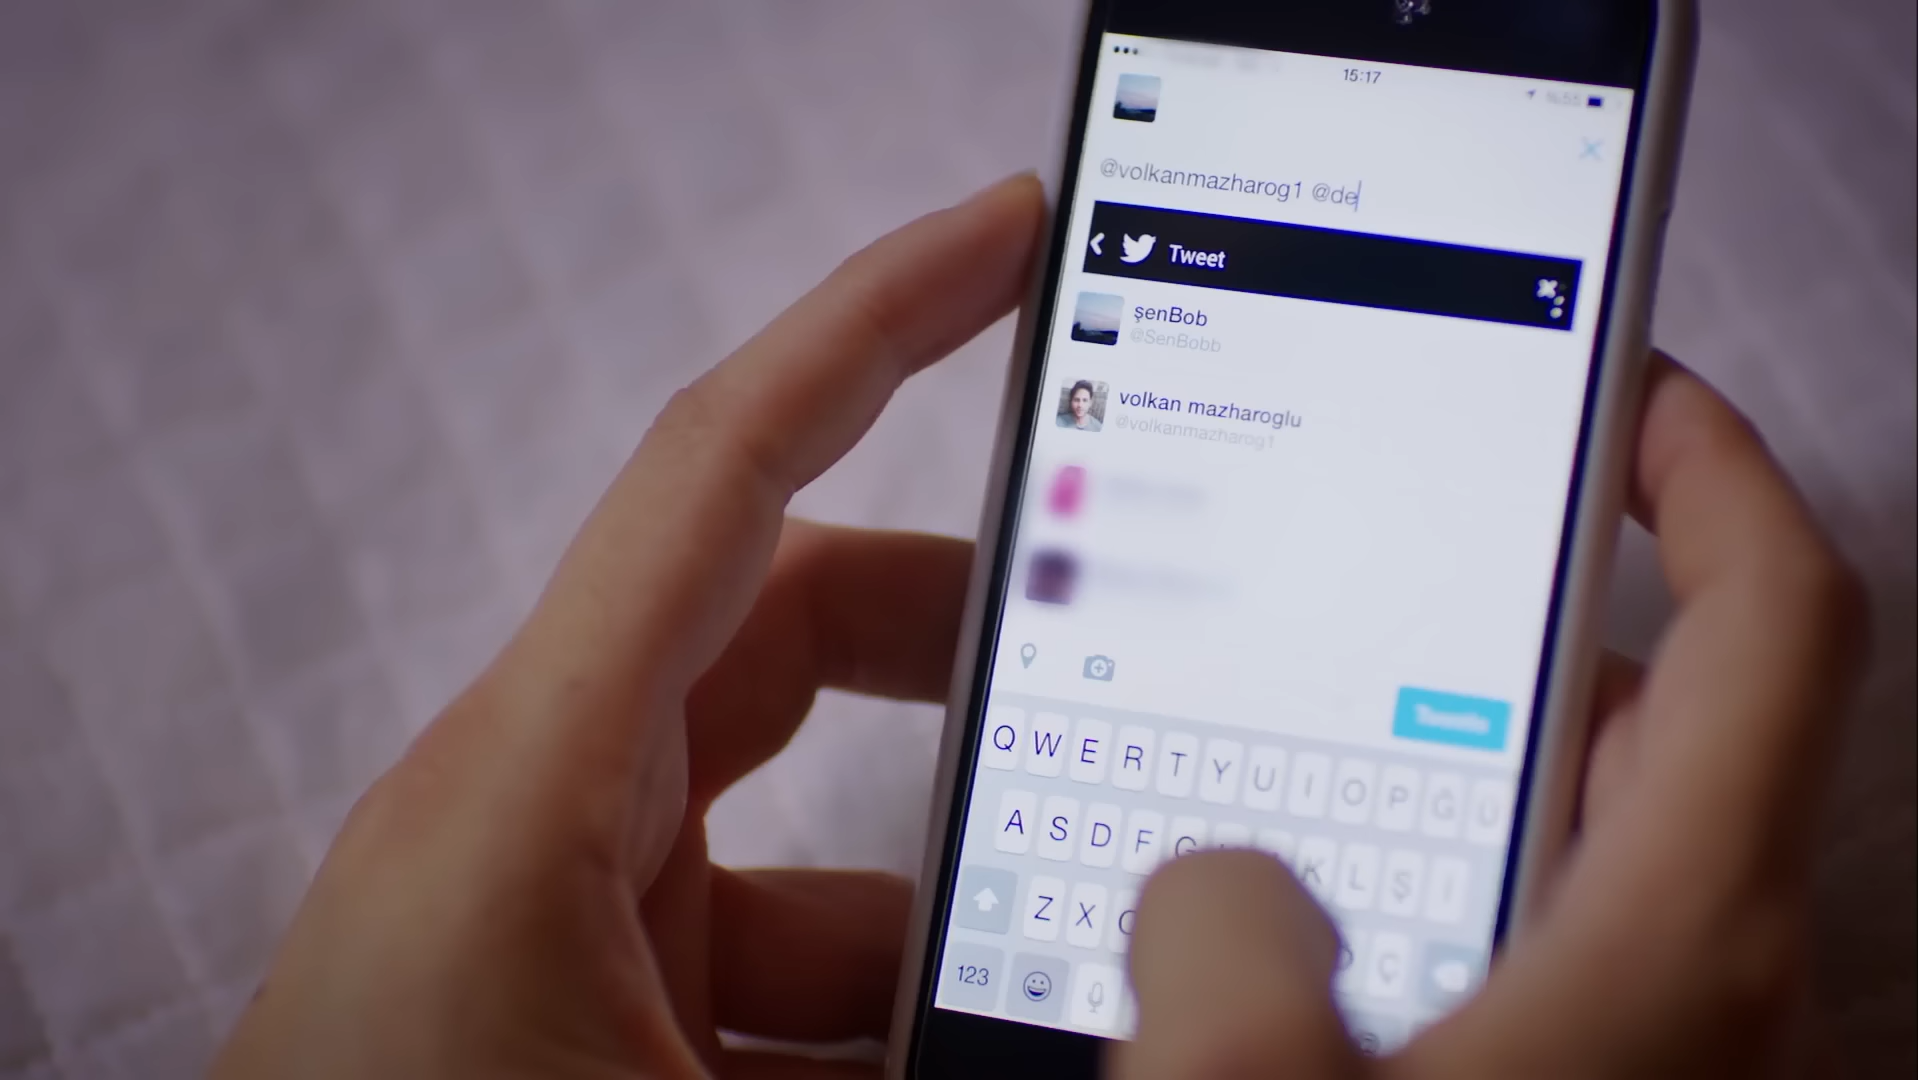 15:17
@volkanmazharog1 @de
Tweet
şenBob
@SenBobb
volkan mazharoglu
@volkanmazharog1
Q W E R T Y U I O P Ğ Ü
A S D F G K L Ş İ
Z X Ç
123